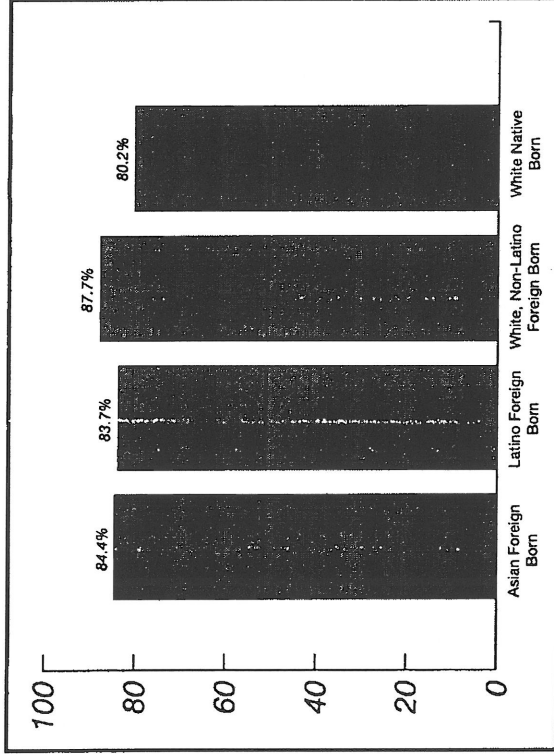 100
80
60
40
20
0
84.4%
83.7%
87.7%
80.2%
Asian Foreign
Born
Latino Foreign
Born
White, Non-Latino
Foreign Born
White Native
Born